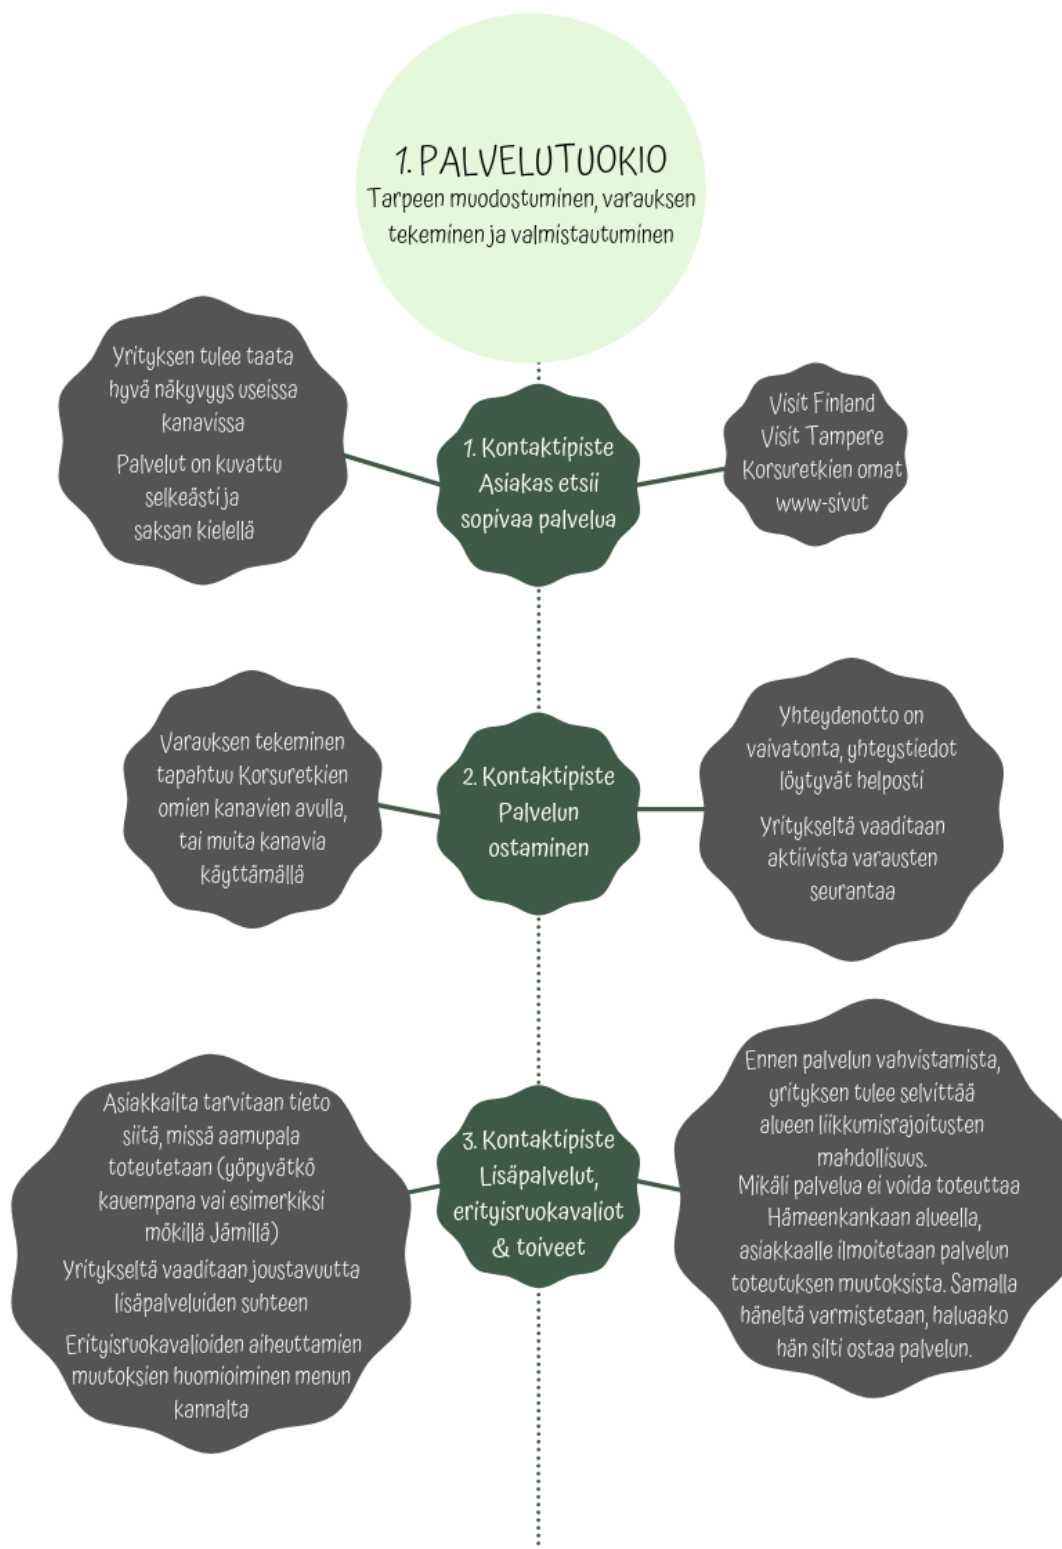 1. PALVELUTUOKIO
Tarpeen muodostuminen, varauksen
tekeminen ja valmistautuminen
Yrityksen tulee taata
hyvä näkyvyys useissa
kanavissa
Palvelut on kuvattu
selkeästi ja
saksan kielellä
1. Kontaktipiste
Asiakas etsii
sopivaa palvelua
Visit Finland
Visit Tampere
Korsuretkien omat
www-sivut
Varauksen tekeminen
tapahtuu Korsuretkien
omien kanavien avulla,
tai muita kanavia
käyttämällä
2. Kontaktipiste
Palvelun
ostaminen
Yhteydenotto on
vaivatonta, yhteystiedot
löytyvät helposti
Yritykseltä vaaditaan
aktiivista varausten
seurantaa
Asiakkailta tarvitaan tieto
siitä, missä aamupala
toteutetaan (yöpyvätkö
kauempana vai esimerkiksi
mökillä Jämillä)
Yritykseltä vaaditaan joustavuutta
lisäpalveluiden suhteen
Erityisruokavalioiden aiheuttamien
muutoksien huomioiminen menun
kannalta
3. Kontaktipiste
Lisäpalvelut,
erityisruokavaliot
& toiveet
Ennen palvelun vahvistamista,
yrityksen tulee selvittää
alueen liikkumisrajoitusten
mahdollisuus.
Mikäli palvelua ei voida toteuttaa
Hämeenkankaan alueella,
asiakkaalle ilmoitetaan palvelun
toteutuksen muutoksista. Samalla
häneltä varmistetaan, haluaako
hän silti ostaa palvelun.